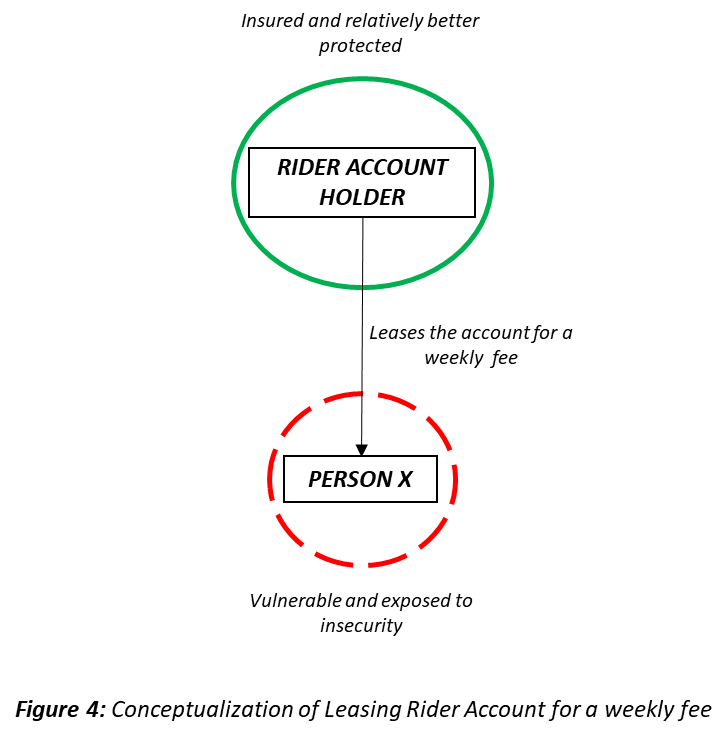 Insured and relatively better
protected
RIDER ACCOUNT
HOLDER
Leases the account for a
weekly fee
PERSON X
Vulnerable and exposed to
insecurity
Figure 4: Conceptualization of Leasing Rider Account for a weekly fee